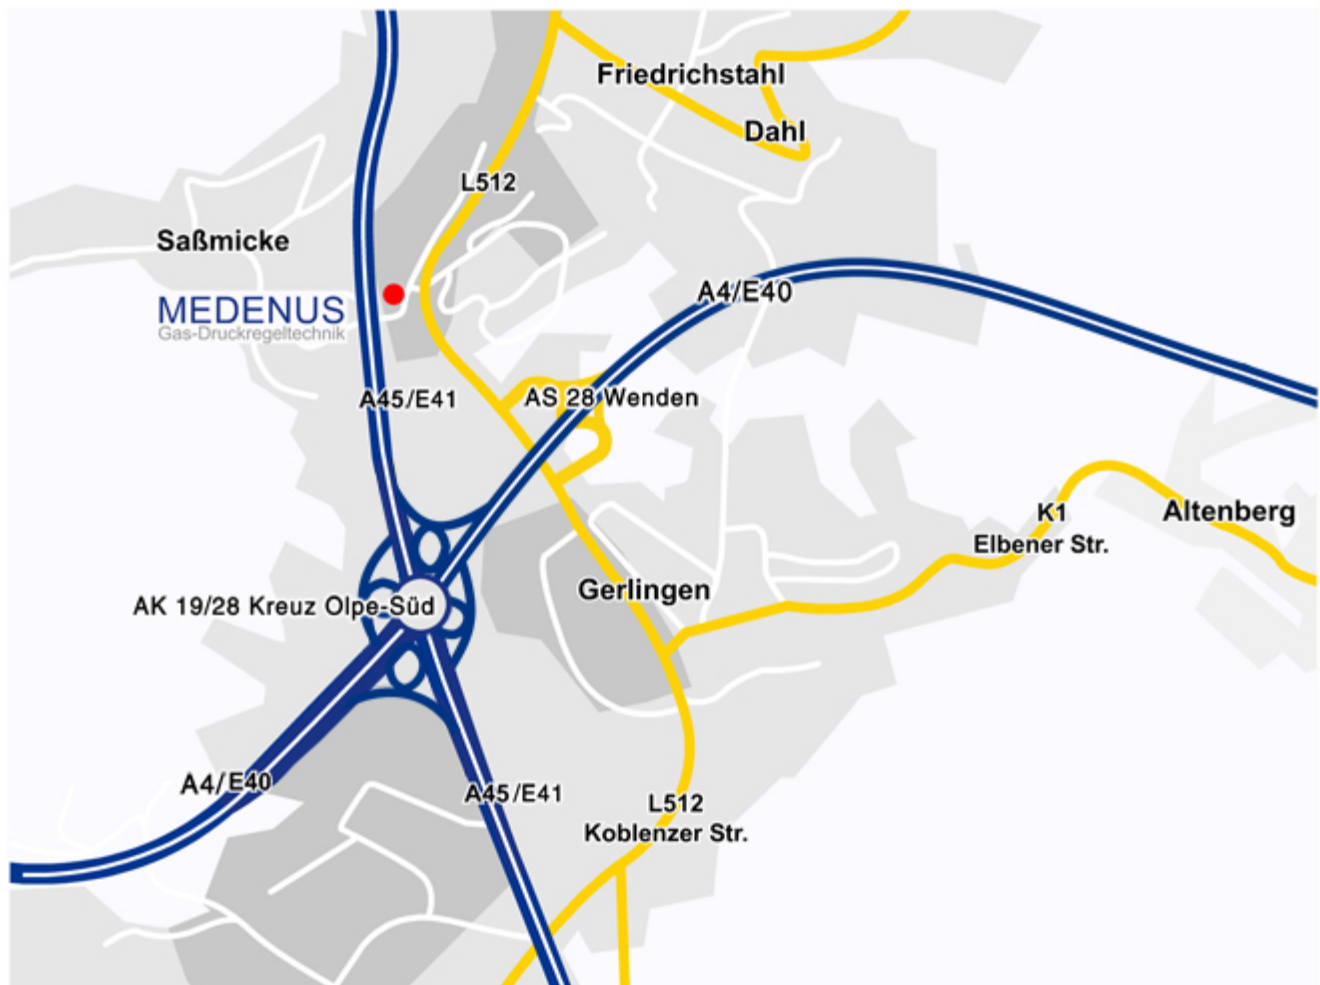 Friedrichstahl
Dahl
L512
Saßmicke
A4/E40
MEDENUS
Gas-Druckregeltechnik
A45/E41
AS 28 Wenden
K1
Elbener Str.
Altenberg
Gerlingen
AK 19/28 Kreuz Olpe-Süd
A4/E40
A45/E41
L512
Koblenzer Str.